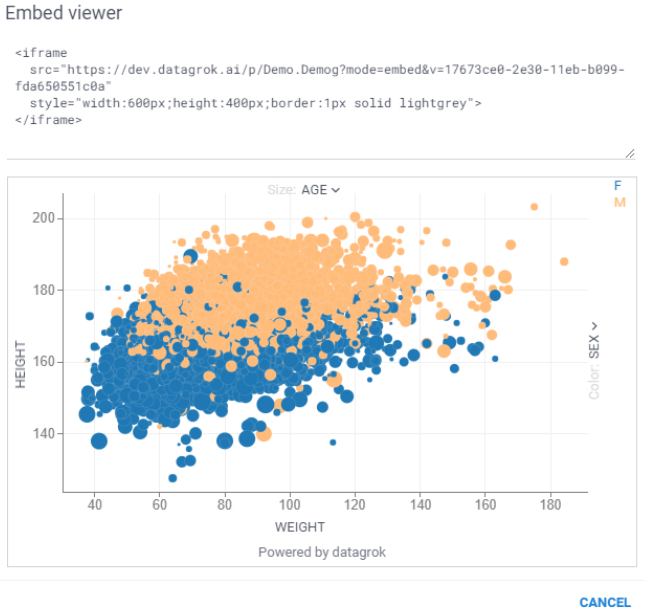 Embed viewer
<iframe
src="https://dev.datagrok.ai/p/Demo.Demog?mode=embed&v=17673ce0-2e30-11eb-b099-
fda650551c0a"
style="width:600px;height:400px;border:1px solid lightgrey">
</iframe>
Size: AGE
F
M
200
180
160
140
HEIGHT
Color: SEX
40 60 80 100 120 140 160 180
WEIGHT
Powered by datagrok
CANCEL